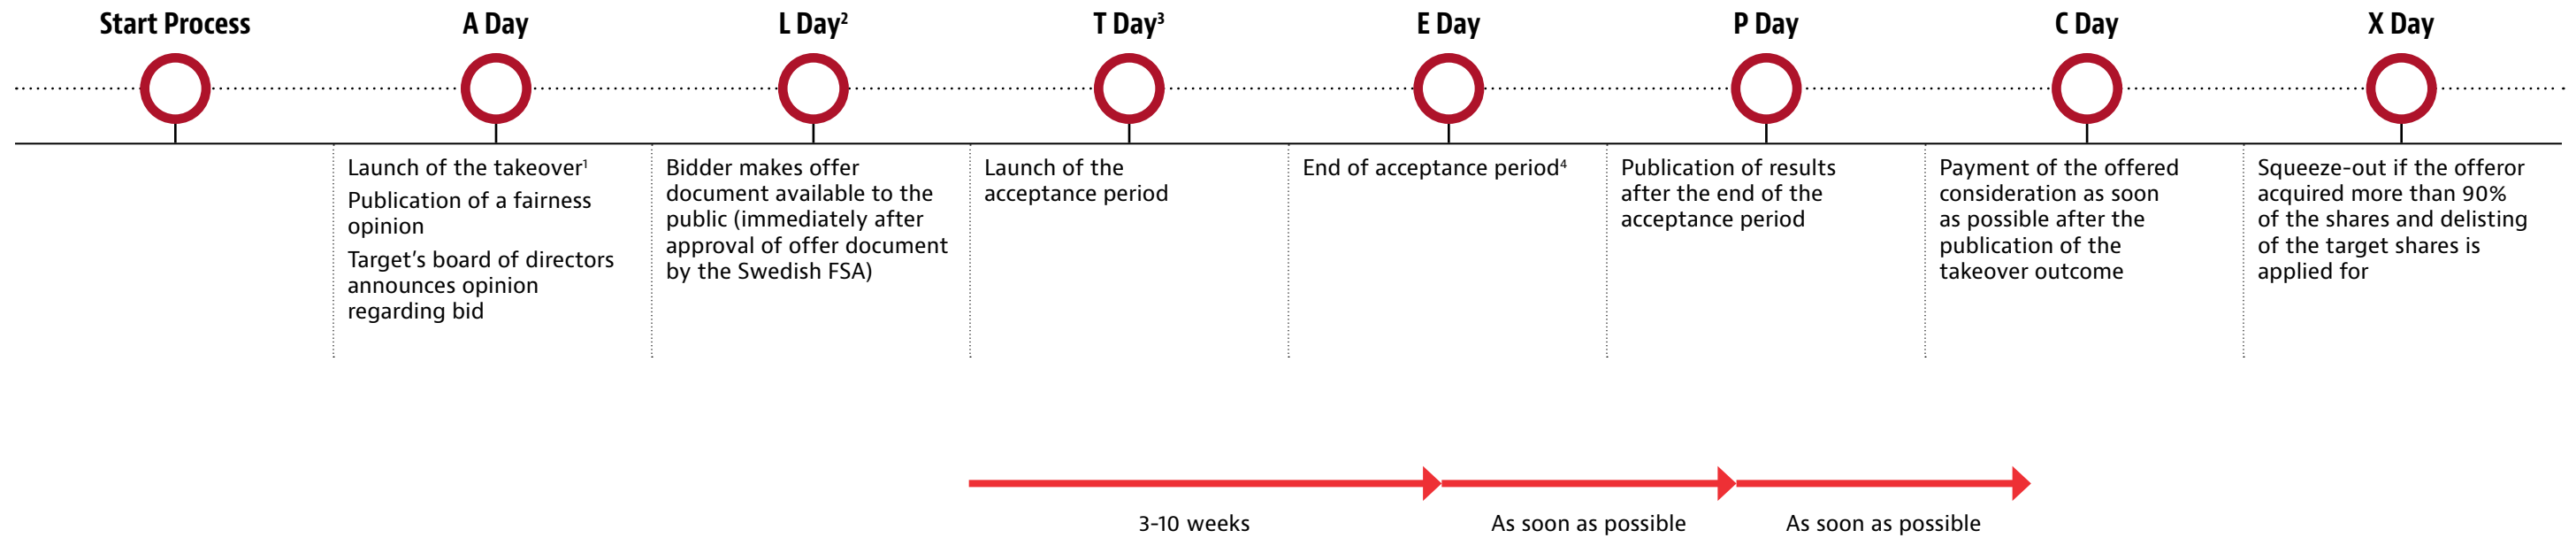 Start Process
A Day
L Day²
T Day³
E Day
P Day
C Day
X Day
Launch of the takeover¹
Publication of a fairness
opinion
Target’s board of directors
announces opinion
regarding bid
Bidder makes offer
document available to the
public (immediately after
approval of offer document
by the Swedish FSA)
Launch of the
acceptance period
End of acceptance period⁴
Publication of results
after the end of the
acceptance period
Payment of the offered
consideration as soon
as possible after the
publication of the
takeover outcome
Squeeze-out if the offeror
acquired more than 90%
of the shares and delisting
of the target shares is
applied for
3-10 weeks
As soon as possible
As soon as possible